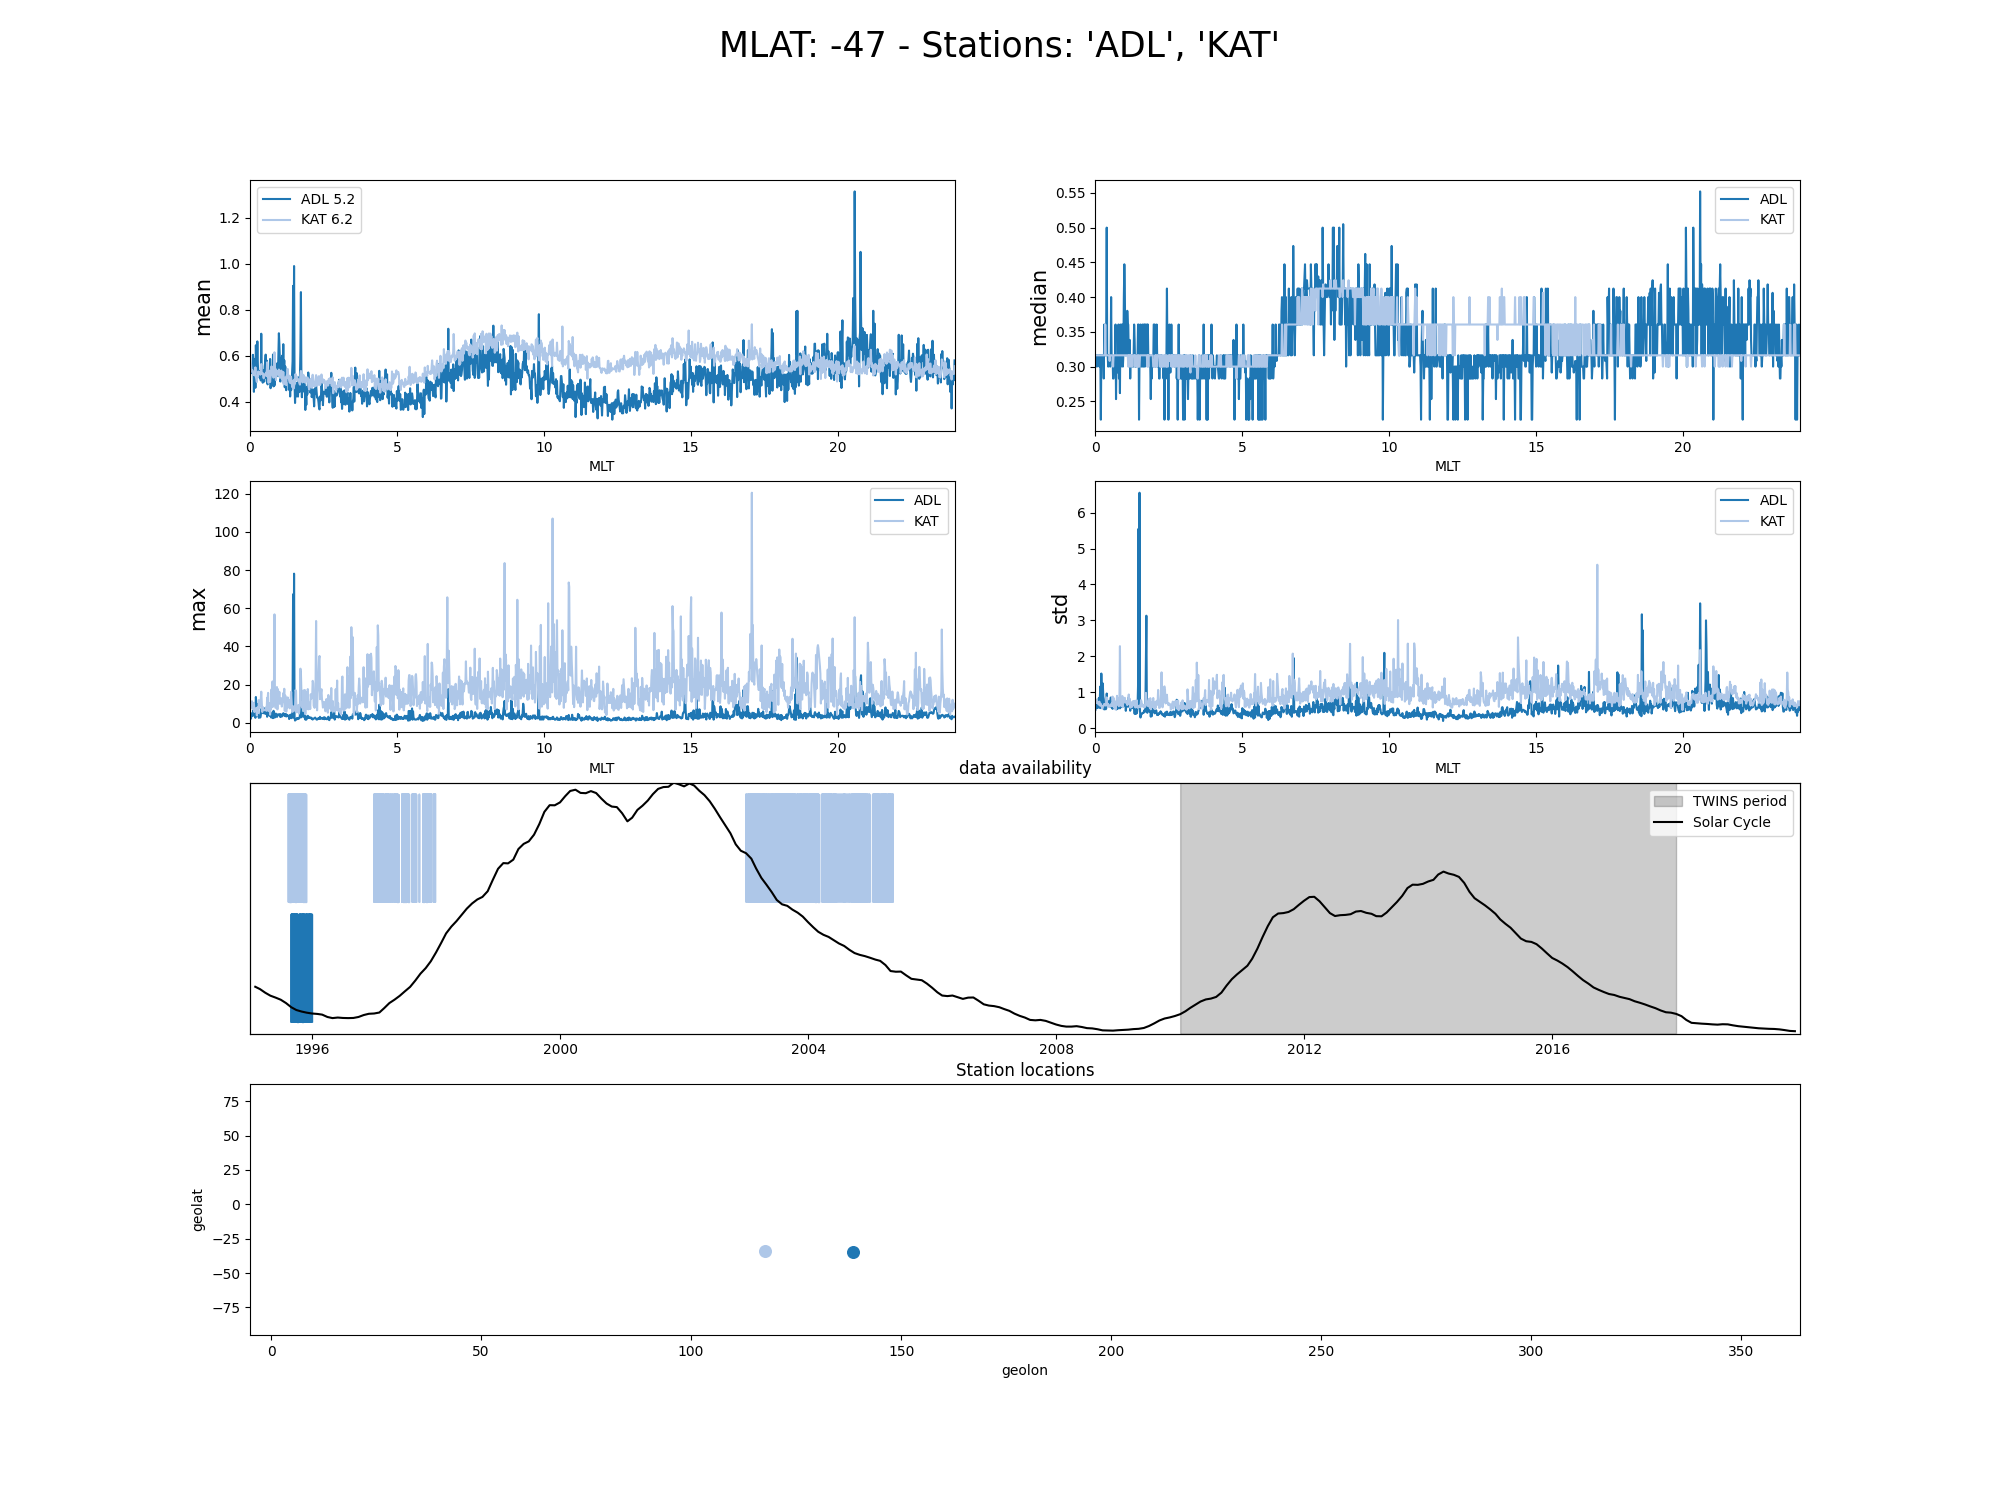 MLAT: -47 - Stations: 'ADL', 'KAT'
ADL 5.2
KAT 6.2
mean
1.2
1.0
0.8
0.6
0.4
0 5 10 15 20
MLT
ADL
KAT
median
0.55
0.50
0.45
0.40
0.35
0.30
0.25
0 5 10 15 20
MLT
ADL
KAT
max
120
100
80
60
40
20
0
0 5 10 15 20
MLT
ADL
KAT
std
6
5
4
3
2
1
0
0 5 10 15 20
MLT
data availability
TWINS period
Solar Cycle
1996 2000 2004 2008 2012 2016
Station locations
geolat
75
50
25
0
−25
−50
−75
0 50 100 150 200 250 300 350
geolon